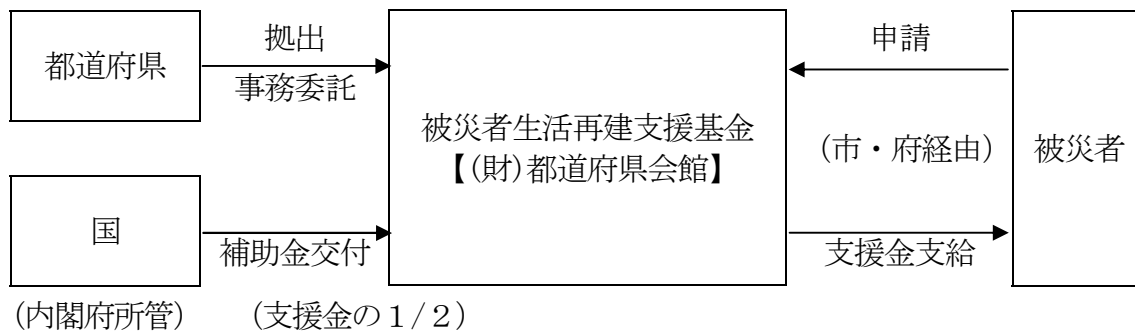 都道府県
拠出
事務委託
被災者生活再建支援基金
【(財)都道府県会館】
申請
(市・府経由)
被災者
国
補助金交付
支援金支給
(内閣府所管)
(支援金の1/2)